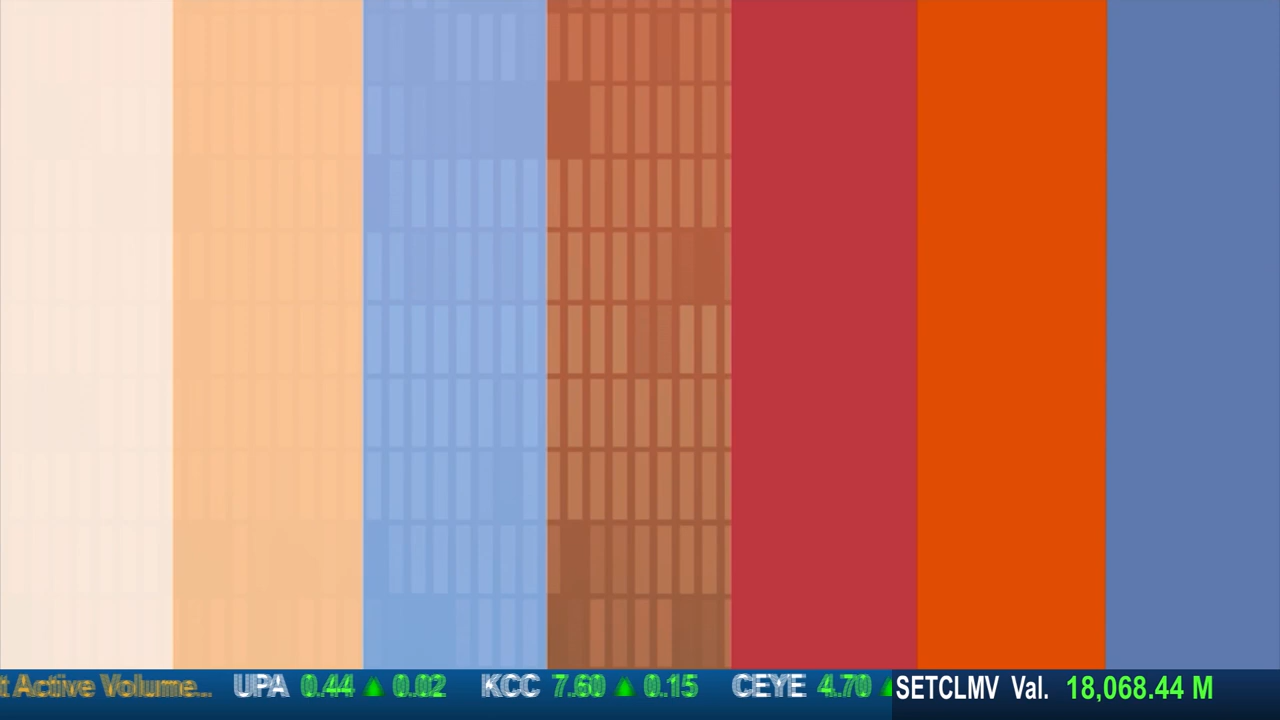 t Active Volume... UPA 0.44 ▲ 0.02 KCC 7.60 ▲ 0.15 CEYE 4.70 ▲ SETCLMV Val. 18,068.44 M